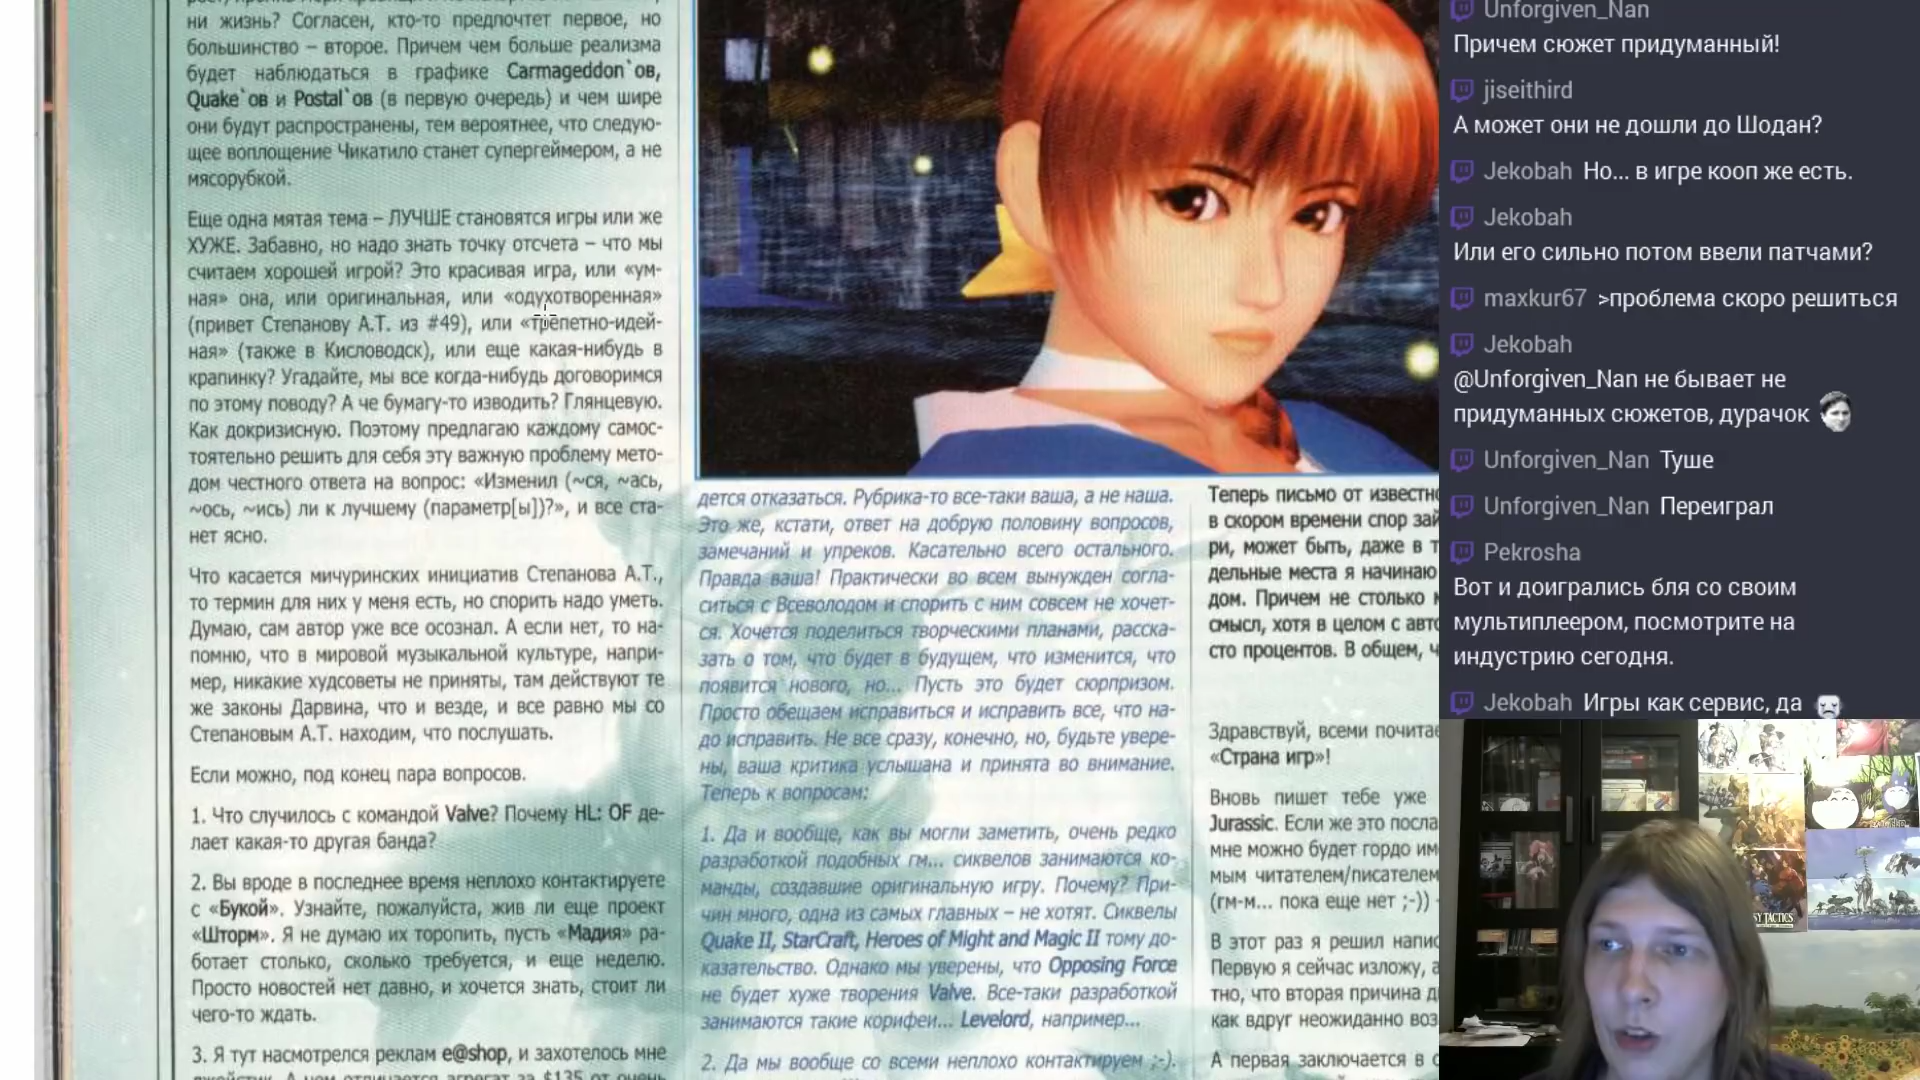 ни жизнь? Согласен, кто-то предпочтет первое, но
большинство – второе. Причем чем больше реализма
будет наблюдаться в графике Carmageddon`ов,
Quake`ов и Postal`ов (в первую очередь) и чем шире
они будут распространены, тем вероятнее, что следую-
щее воплощение Чикатило станет супергеймером, а не
мясорубкой.
Еще одна мятая тема – ЛУЧШЕ становятся игры или же
ХУЖЕ. Забавно, но надо знать точку отсчета – что мы
считаем хорошей игрой? Это красивая игра, или «ум-
ная» она, или оригинальная, или «одухотворенная»
(привет Степанову А.Т. из #49), или «трепетно-идей-
ная» (также в Кисловодск), или еще какая-нибудь в
крапинку? Угадайте, мы все когда-нибудь договоримся
по этому поводу? А че бумагу-то изводить? Глянцевую.
Как докризисную. Поэтому предлагаю каждому самос-
тоятельно решить для себя эту важную проблему мето-
дом честного ответа на вопрос: «Изменил (~ся, ~ась,
~ось, ~ись) ли к лучшему (параметр[ы])?», и все ста-
нет ясно.
Что касается мичуринских инициатив Степанова А.Т.,
то термин для них у меня есть, но спорить надо уметь.
Думаю, сам автор уже все осознал. А если нет, то на-
помню, что в мировой музыкальной культуре, напри-
мер, никакие худсоветы не приняты, там действуют те
же законы Дарвина, что и везде, и все равно мы со
Степановым А.Т. находим, что послушать.
Если можно, под конец пара вопросов.
1. Что случилось с командой Valve? Почему HL: OF де-
лает какая-то другая банда?
2. Вы вроде в последнее время неплохо контактируете
с «Букой». Узнайте, пожалуйста, жив ли еще проект
«Шторм». Я не думаю их торопить, пусть «Мадия» ра-
ботает столько, сколько требуется, и еще неделю.
Просто новостей нет давно, и хочется знать, стоит ли
чего-то ждать.
3. Я тут насмотрелся реклам e@shop, и захотелось мне
дется отказаться. Рубрика-то все-таки ваша, а не наша.
Это же, кстати, ответ на добрую половину вопросов,
замечаний и упреков. Касательно всего остального.
Правда ваша! Практически во всем вынужден согла-
ситься с Всеволодом и спорить с ним совсем не хочет-
ся. Хочется поделиться творческими планами, расска-
зать о том, что будет в будущем, что изменится, что
появится нового, но... Пусть это будет сюрпризом.
Просто обещаем исправиться и исправить все, что на-
до исправить. Не все сразу, конечно, но, будьте увере-
ны, ваша критика услышана и принята во внимание.
Теперь к вопросам:
1. Да и вообще, как вы могли заметить, очень редко
разработкой подобных гм... сиквелов занимаются ко-
манды, создавшие оригинальную игру. Почему? При-
чин много, одна из самых главных – не хотят. Сиквелы
Quake II, StarCraft, Heroes of Might and Magic II тому до-
казательство. Однако мы уверены, что Opposing Force
не будет хуже творения Valve. Все-таки разработкой
занимаются такие корифеи... Levelord, например...
2. Да мы вообще со всеми неплохо контактируем ;-).
Теперь письмо от известн
в скором времени спор зай
ри, может быть, даже в т
дельные места я начинаю
дом. Причем не столько
смысл, хотя в целом с авто
сто процентов. В общем, ч
Здравствуй, всеми почитае
«Страна игр»!
Вновь пишет тебе уже
Jurassic. Если же это посла
мне можно будет гордо им
мым читателем/писателем
(гм-м... пока еще нет ;-)) -
В этот раз я решил напис
Первую я сейчас изложу, а
тно, что вторая причина д
как вдруг неожиданно воз
А первая заключается в с
Unforgiven_Nan
Причем сюжет придуманный!
jiseithird
А может они не дошли до Шодан?
Jekobah Но... в игре кооп же есть.
Jekobah
Или его сильно потом ввели патчами?
maxkur67 >проблема скоро решиться
Jekobah
@Unforgiven_Nan не бывает не
придуманных сюжетов, дурачок
Unforgiven_Nan Туше
Unforgiven_Nan Переиграл
Pekrosha
Вот и доигрались бля со своим
мультиплеером, посмотрите на
индустрию сегодня.
Jekobah Игры как сервис, да
SY TACTICS